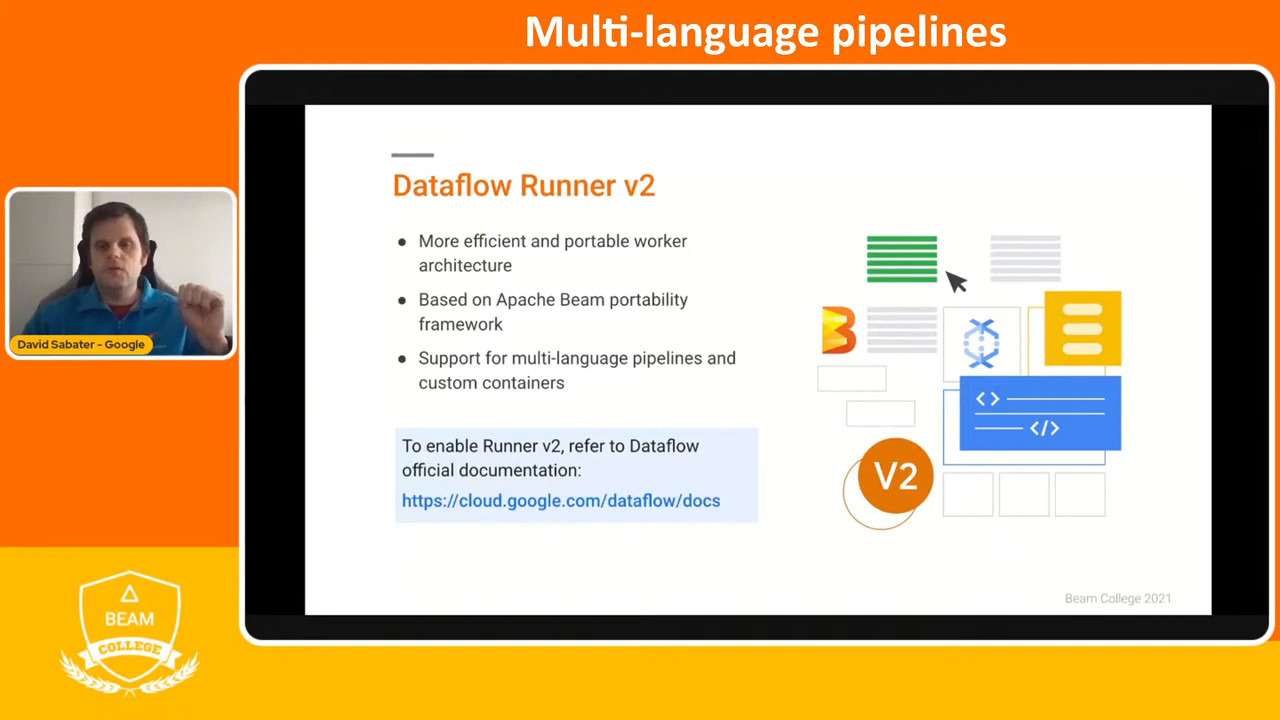 Multi-language pipelines
Dataflow Runner v2
● More efficient and portable worker
architecture
● Based on Apache Beam portability
framework
● Support for multi-language pipelines and
custom containers
To enable Runner v2, refer to Dataflow
official documentation:
https://cloud.google.com/dataflow/docs
<>
</>
V2
Beam College 2021
David Sabater - Google
BEAM
COLLEGE